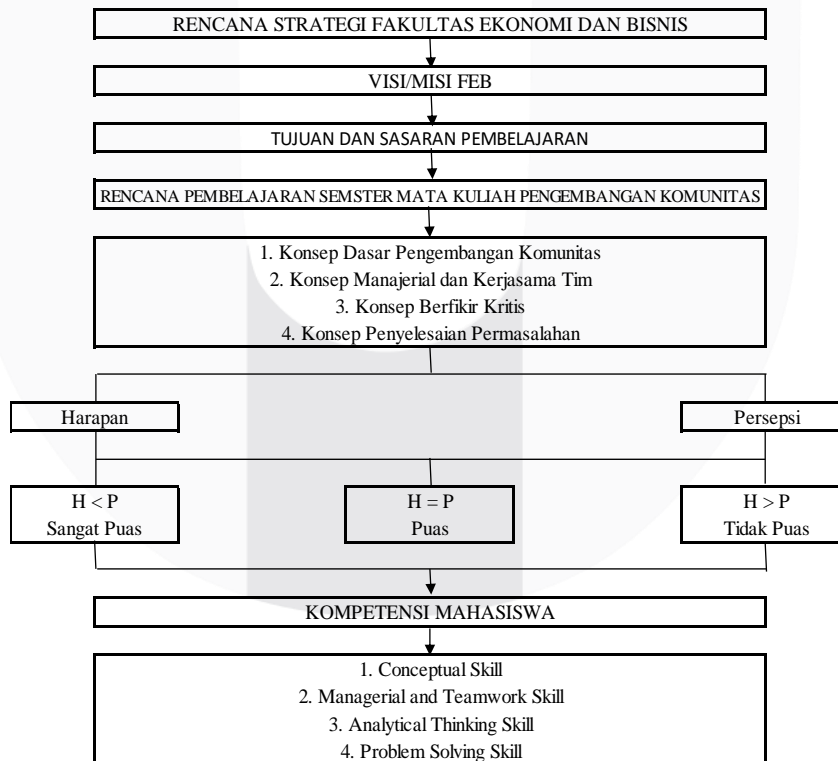 RENCANA STRATEGI FAKULTAS EKONOMI DAN BISNIS
VISI/MISI FEB
TUJUAN DAN SASARAN PEMBELAJARAN
RENCANA PEMBELAJARAN SEMSTER MATA KULIAH PENGEMBANGAN KOMUNITAS
1. Konsep Dasar Pengembangan Komunitas
2. Konsep Manajerial dan Kerjasama Tim
3. Konsep Berfikir Kritis
4. Konsep Penyelesaian Permasalahan
Harapan
Persepsi
H < P
Sangat Puas
H = P
Puas
H > P
Tidak Puas
KOMPETENSI MAHASISWA
1. Conceptual Skill
2. Managerial and Teamwork Skill
3. Analytical Thinking Skill
4. Problem Solving Skill